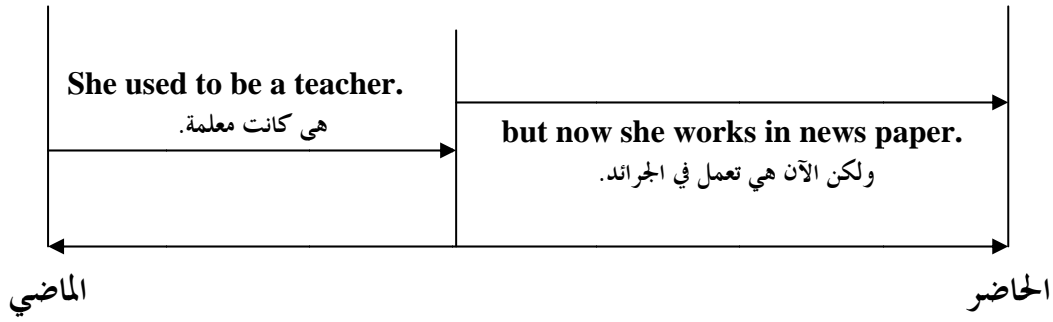 She used to be a teacher.
هى كانت معلمة.
but now she works in news paper.
ولكن الآن هي تعمل في الجرائد.
الماضي
الحاضر